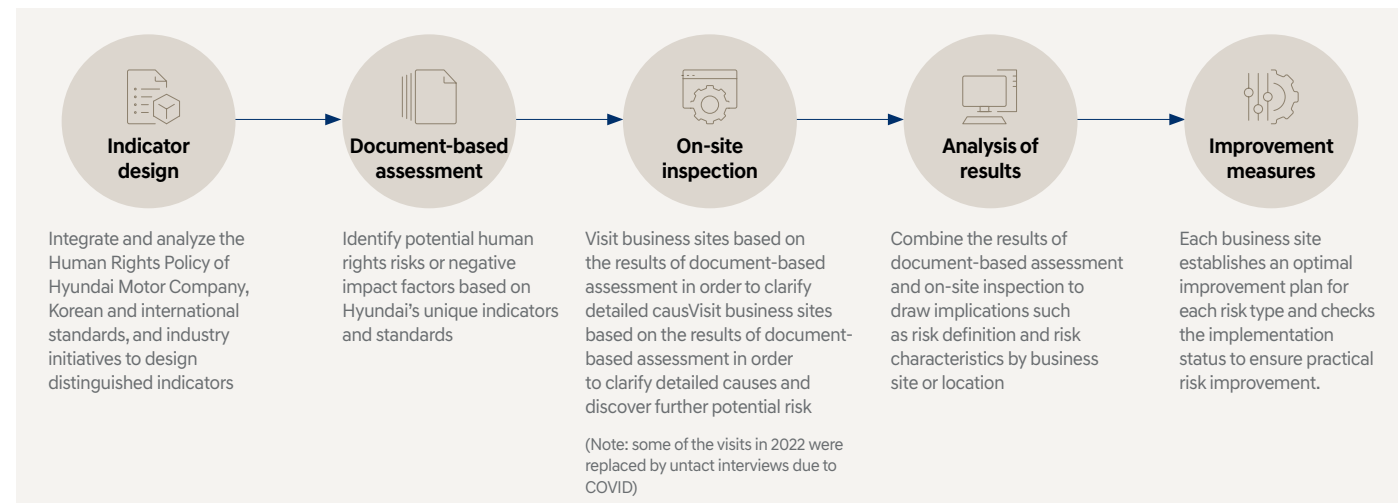 Indicator
design
Integrate and analyze the
Human Rights Policy of
Hyundai Motor Company,
Korean and international
standards, and industry
initiatives to design
distinguished indicators
Document-based
assessment
Identify potential human
rights risks or negative
impact factors based on
Hyundai's unique indicators
and standards
On-site
inspection
Visit business sites based on
the results of document-based
assessment in order to clarify
detailed causVisit business sites
based on the results of document-
based assessment in order
to clarify detailed causes and
discover further potential risk
(Note: some of the visits in 2022 were
replaced by untact interviews due to
COVID)
Analysis of
results
Combine the results of
document-based assessment
and on-site inspection to
draw implications such
as risk definition and risk
characteristics by business
site or location
Improvement
measures
Each business site
establishes an optimal
improvement plan for
each risk type and checks
the implementation
status to ensure practical
risk improvement.